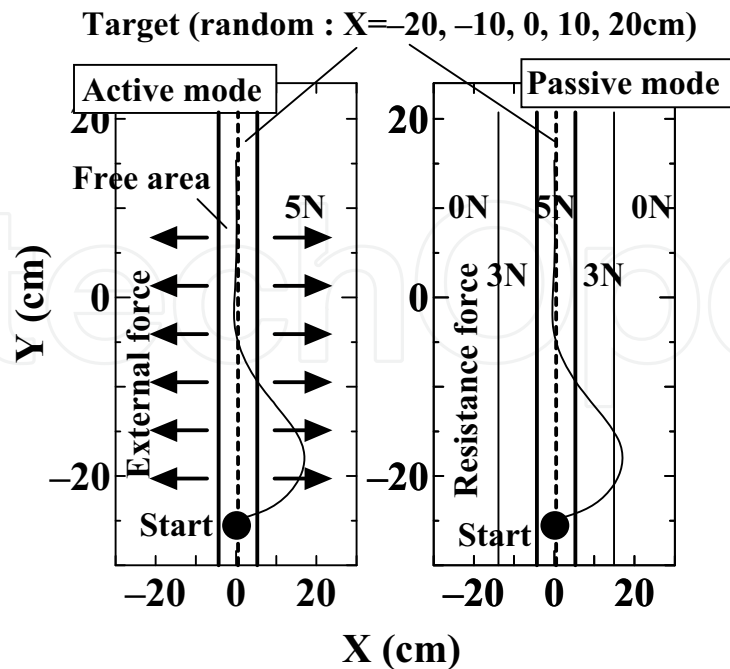 Target (random : X=–20, –10, 0, 10, 20cm)
Active mode
Passive mode
20
20
Free area
5N
0N
5N
0N
3N
3N
0
0
Y (cm)
External force
Resistance force
–20
–20
Start
Start
–20
0
20
–20
0
20
X (cm)